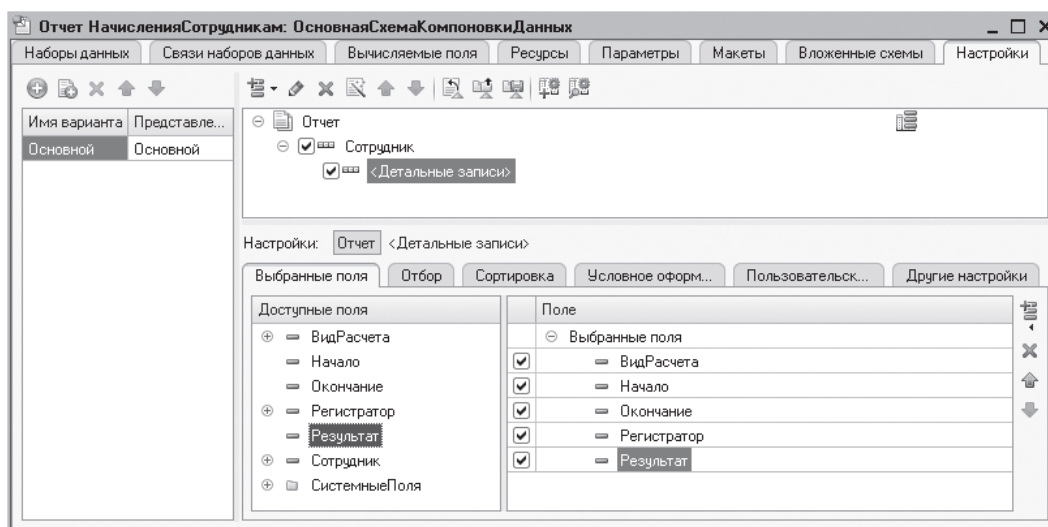 Отчет НачисленияСотрудникам: ОсновнаяСхемаКомпоновкиДанных
Наборы данных Связи наборов данных Вычисляемые поля Ресурсы Параметры Макеты Вложенные схемы Настройки
Имя варианта Представле...
Основной Основной
Отчет
Сотрудник
<Детальные записи>
Настройки: Отчет <Детальные записи>
Выбранные поля Отбор Сортировка Условное оформ... Пользовательск... Другие настройки
Доступные поля
ВидРасчета
Начало
Окончание
Регистратор
Результат
Сотрудник
СистемныеПоля
Поле
Выбранные поля
ВидРасчета
Начало
Окончание
Регистратор
Результат